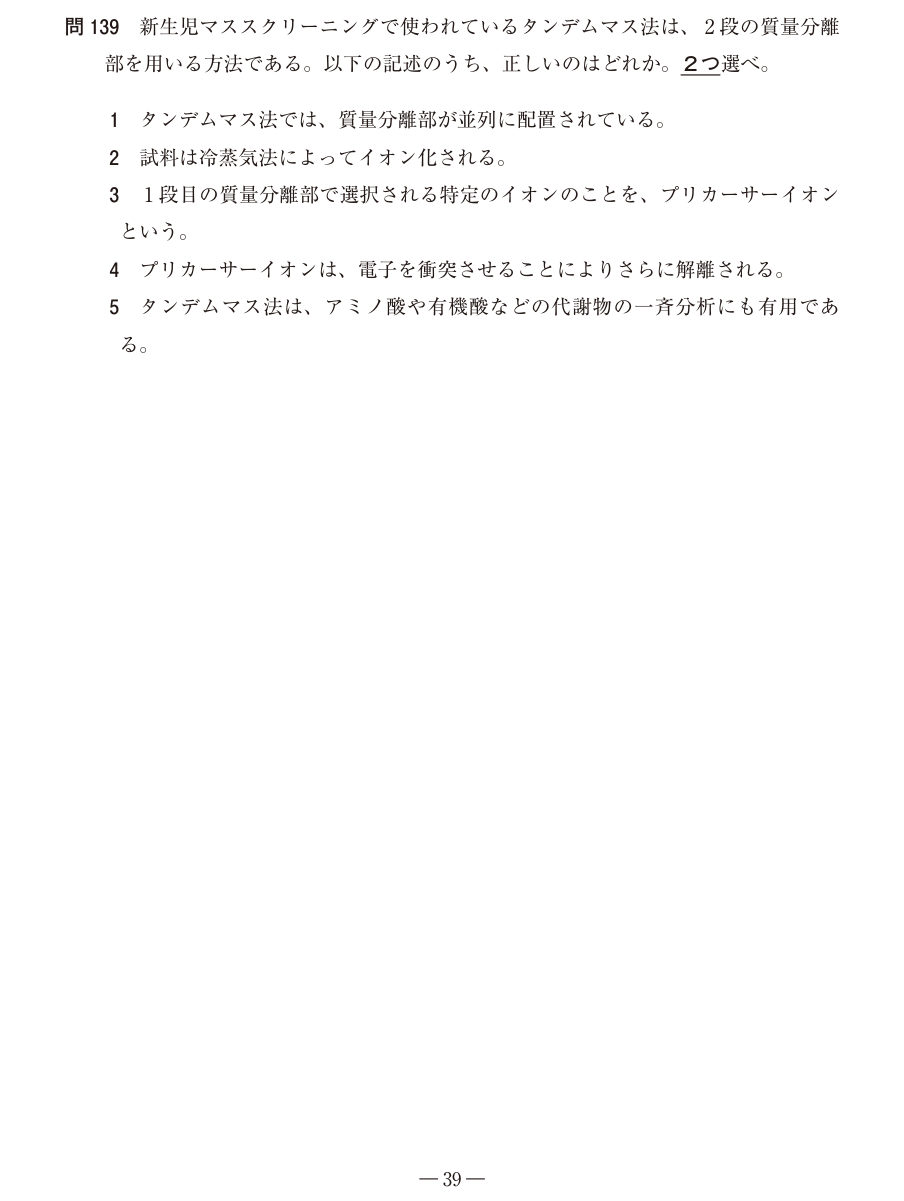 問 139　新生児マススクリーニングで使われているタンデムマス法は、２段の質量分離
部を用いる方法である。以下の記述のうち、正しいのはどれか。２つ選べ。
1　タンデムマス法では、質量分離部が並列に配置されている。
2　試料は冷蒸気法によってイオン化される。
3　１段目の質量分離部で選択される特定のイオンのことを、プリカーサーイオン
という。
4　プリカーサーイオンは、電子を衝突させることによりさらに解離される。
5　タンデムマス法は、アミノ酸や有機酸などの代謝物の一斉分析にも有用であ
る。
― 39 ―